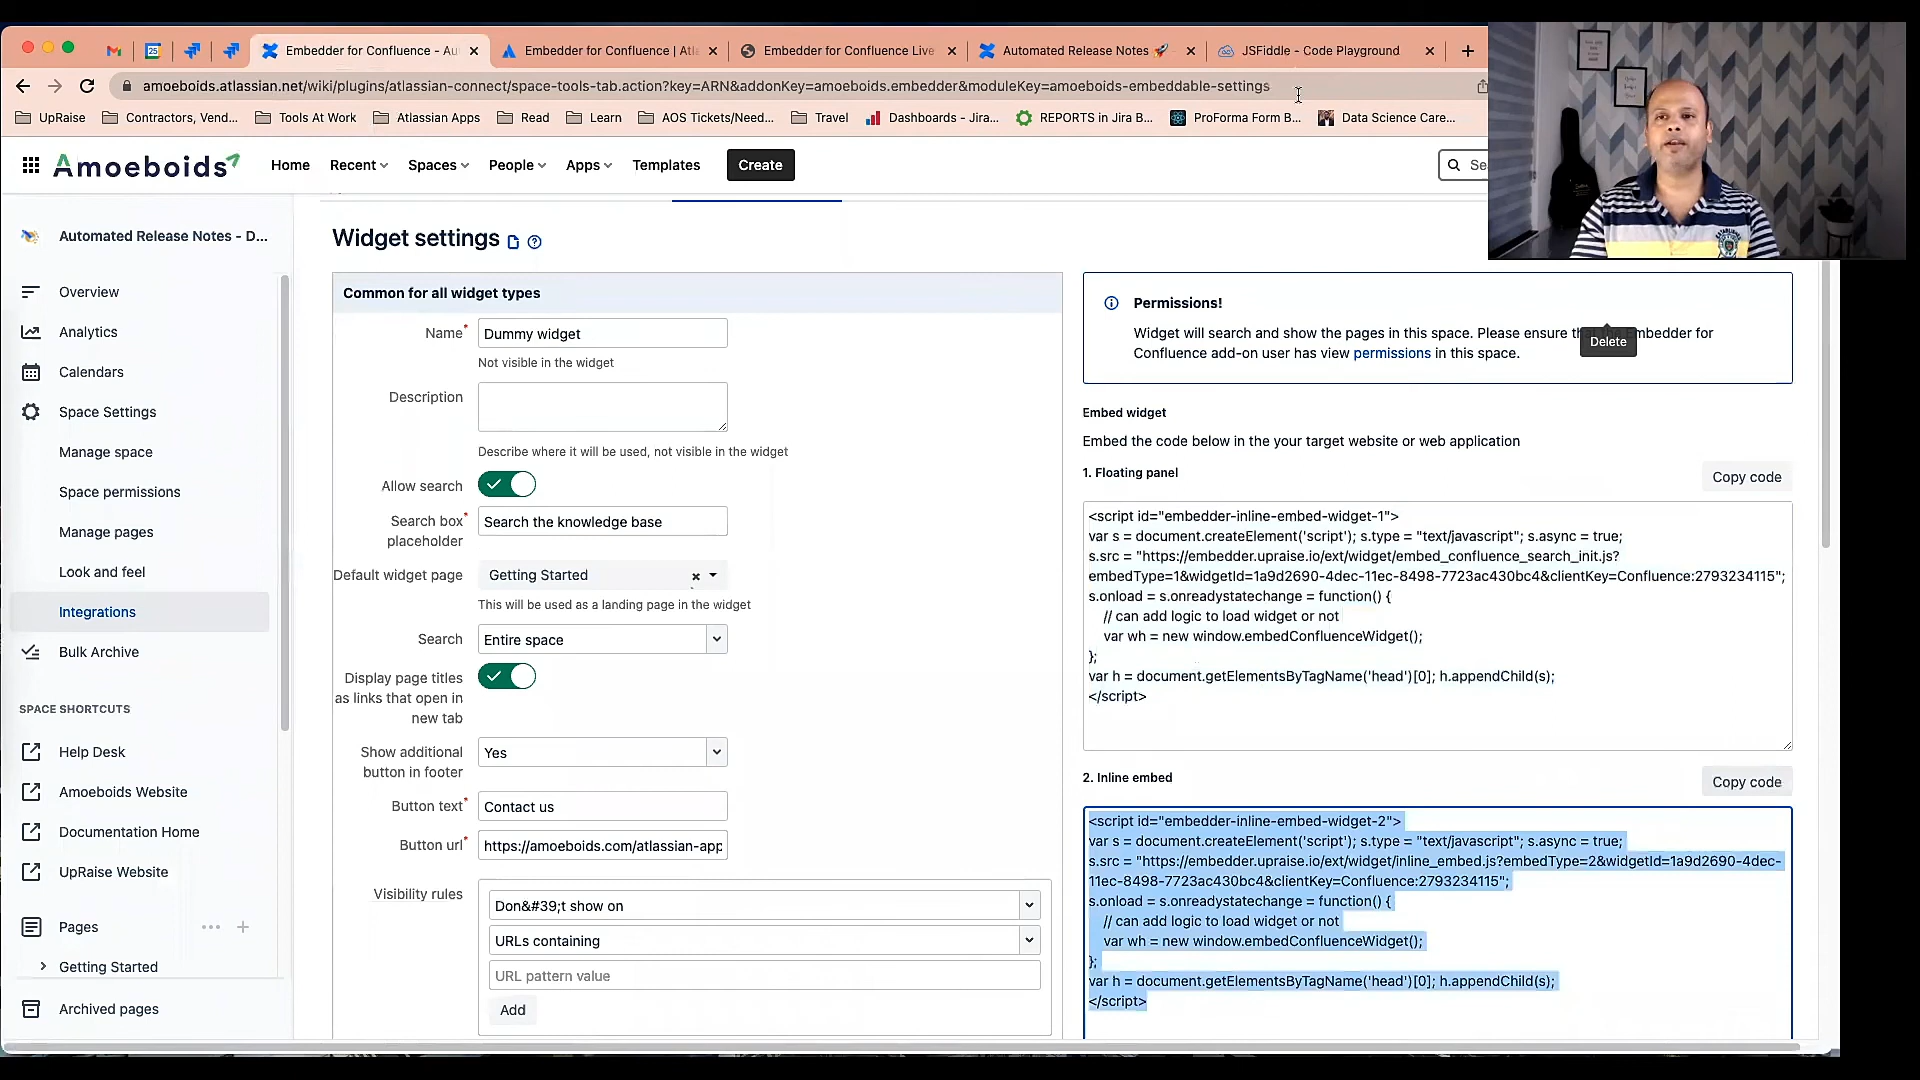 Embedder for Confluence - Au
Embedder for Confluence | Atl
Embedder for Confluence Live
Automated Release Notes 🚀
JSFiddle - Code Playground
amoeboids.atlassian.net/wiki/plugins/atlassian-connect/space-tools-tab.action?key=ARN&addonKey=amoeboids.embedder&moduleKey=amoeboids-embeddable-settings
UpRaise
Contractors, Vend...
Tools At Work
Atlassian Apps
Read
Learn
AOS Tickets/Need...
Travel
Dashboards - Jira...
REPORTS in Jira B...
ProForma Form B...
Data Science Care...
Amoeboids
Home
Recent
Spaces
People
Apps
Templates
Create
Se
Automated Release Notes - D...
Overview
Analytics
Calendars
Space Settings
Manage space
Space permissions
Manage pages
Look and feel
Integrations
Bulk Archive
SPACE SHORTCUTS
Help Desk
Amoeboids Website
Documentation Home
UpRaise Website
Pages
Getting Started
Archived pages
Widget settings
Common for all widget types
Name*
Dummy widget
Not visible in the widget
Description
Describe where it will be used, not visible in the widget
Allow search
Search box*
placeholder
Search the knowledge base
Default widget page
Getting Started
This will be used as a landing page in the widget
Search
Entire space
Display page titles
as links that open in
new tab
Show additional
button in footer
Yes
Button text*
Contact us
Button url*
https://amoeboids.com/atlassian-app
Visibility rules
Don&#39;t show on
URLs containing
URL pattern value
Add
Permissions!
Widget will search and show the pages in this space. Please ensure Embedder for
Confluence add-on user has view permissions in this space.
Delete
Embed widget
Embed the code below in the your target website or web application
1. Floating panel
Copy code
<script id="embedder-inline-embed-widget-1">
var s = document.createElement('script'); s.type = "text/javascript"; s.async = true;
s.src = "https://embedder.upraise.io/ext/widget/embed_confluence_search_init.js?
embedType=1&widgetId=1a9d2690-4dec-11ec-8498-7723ac430bc4&clientKey=Confluence:2793234115";
s.onload = s.onreadystatechange = function() {
// can add logic to load widget or not
var wh = new window.embedConfluenceWidget();
};
var h = document.getElementsByTagName('head')[0]; h.appendChild(s);
</script>
2. Inline embed
Copy code
<script id="embedder-inline-embed-widget-2">
var s = document.createElement('script'); s.type = "text/javascript"; s.async = true;
s.src = "https://embedder.upraise.io/ext/widget/inline_embed.js?embedType=2&widgetId=1a9d2690-4dec-
11ec-8498-7723ac430bc4&clientKey=Confluence:2793234115";
s.onload = s.onreadystatechange = function() {
// can add logic to load widget or not
var wh = new window.embedConfluenceWidget();
};
var h = document.getElementsByTagName('head')[0]; h.appendChild(s);
</script>